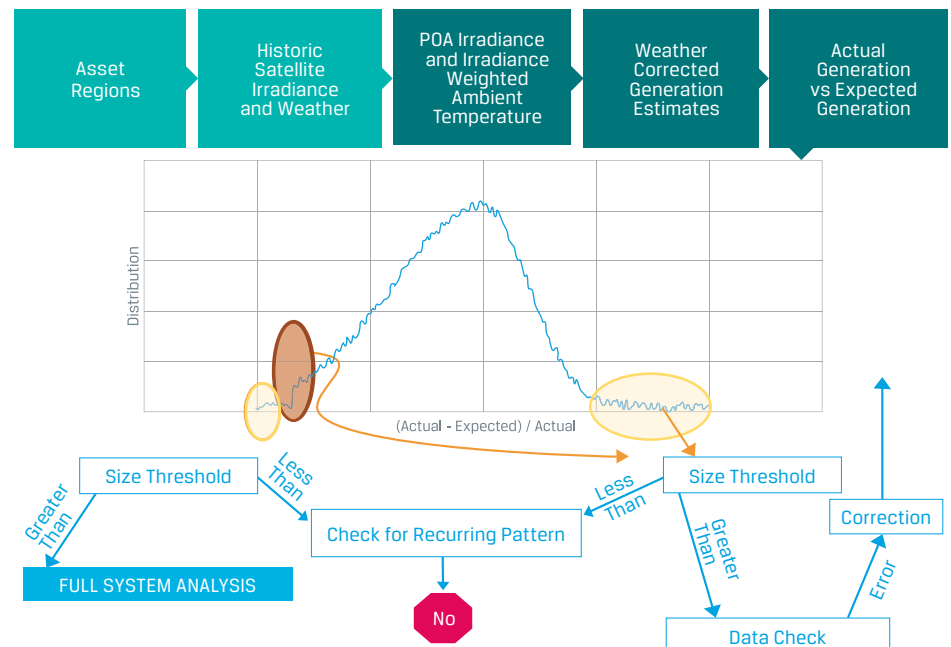 Asset
Regions
Historic
Satellite
Irradiance
and Weather
POA Irradiance
and Irradiance
Weighted
Ambient
Temperature
Weather
Corrected
Generation
Estimates
Actual
Generation
vs Expected
Generation
Distribution
(Actual - Expected) / Actual
Size Threshold
Less
Than
Greater
Than
FULL SYSTEM ANALYSIS
Check for Recurring Pattern
No
Less
Than
Size Threshold
Greater
Than
Correction
Error
Data Check